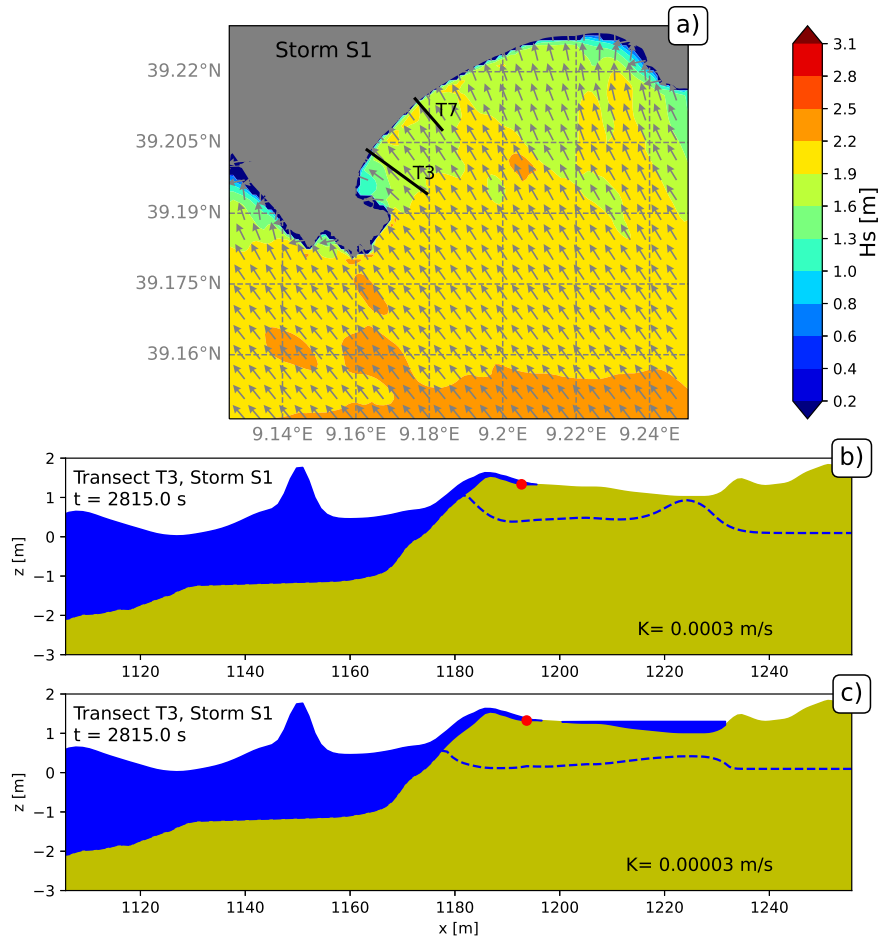 a)
Storm S1
39.22°N
39.205°N
39.19°N
39.175°N
39.16°N
T7
T3
9.14°E 9.16°E 9.18°E 9.2°E 9.22°E 9.24°E
3.1
2.8
2.5
2.2
1.9
1.6
1.3
1.0
0.8
0.6
0.4
0.2
Hs [m]
b)
Transect T3, Storm S1
t = 2815.0 s
2
1
0
−1
−2
−3
z [m]
K= 0.0003 m/s
1120 1140 1160 1180 1200 1220 1240
c)
Transect T3, Storm S1
t = 2815.0 s
2
1
0
−1
−2
−3
z [m]
K= 0.00003 m/s
1120 1140 1160 1180 1200 1220 1240
x [m]